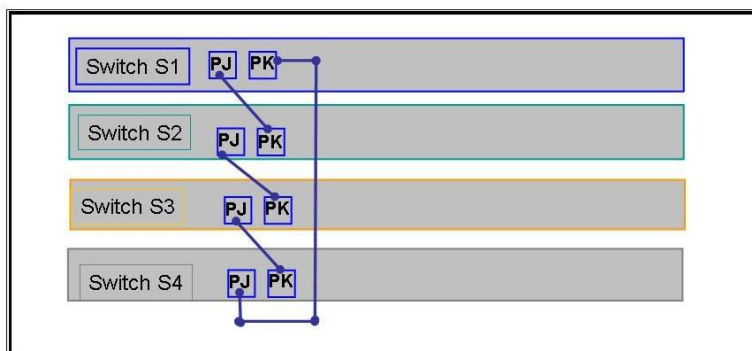 Switch S1 PJ PK
Switch S2 PJ PK
Switch S3 PJ PK
Switch S4 PJ PK